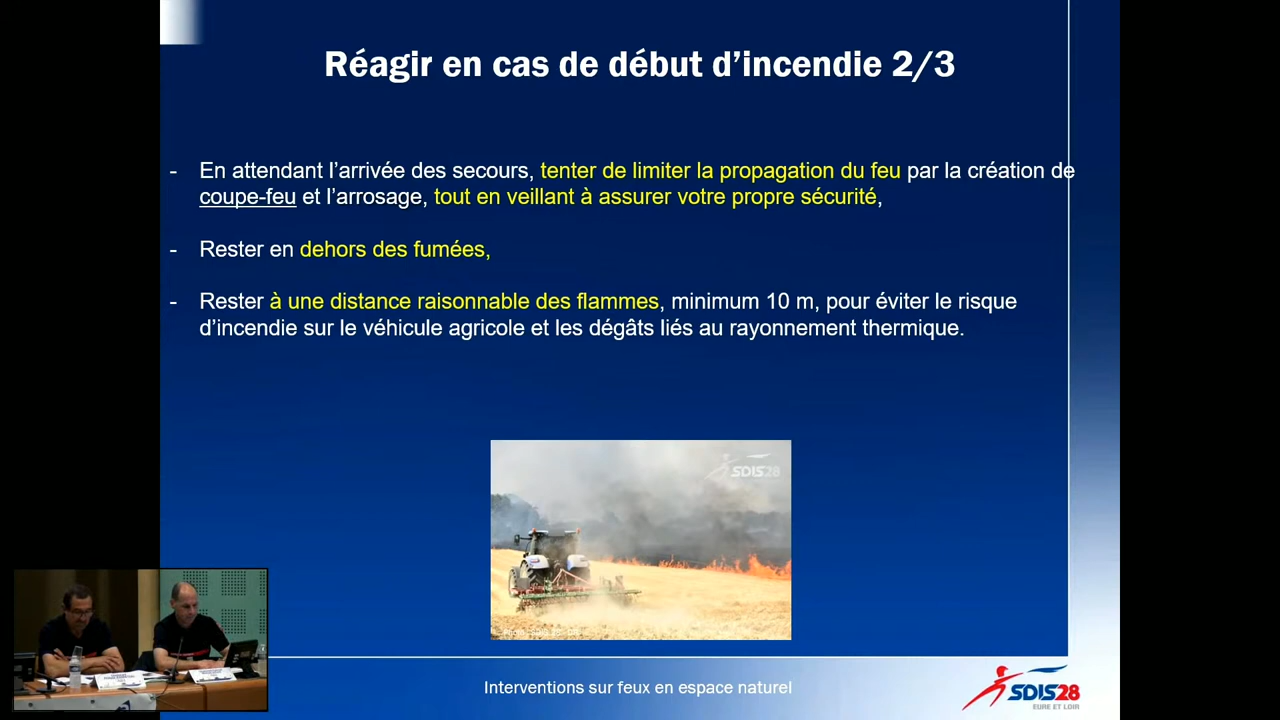 Réagir en cas de début d’incendie 2/3
- En attendant l’arrivée des secours, tenter de limiter la propagation du feu par la création de
coupe-feu et l’arrosage, tout en veillant à assurer votre propre sécurité,
- Rester en dehors des fumées,
- Rester à une distance raisonnable des flammes, minimum 10 m, pour éviter le risque
d’incendie sur le véhicule agricole et les dégâts liés au rayonnement thermique.
SDIS28
Interventions sur feux en espace naturel
SDIS28
EURE ET LOIR